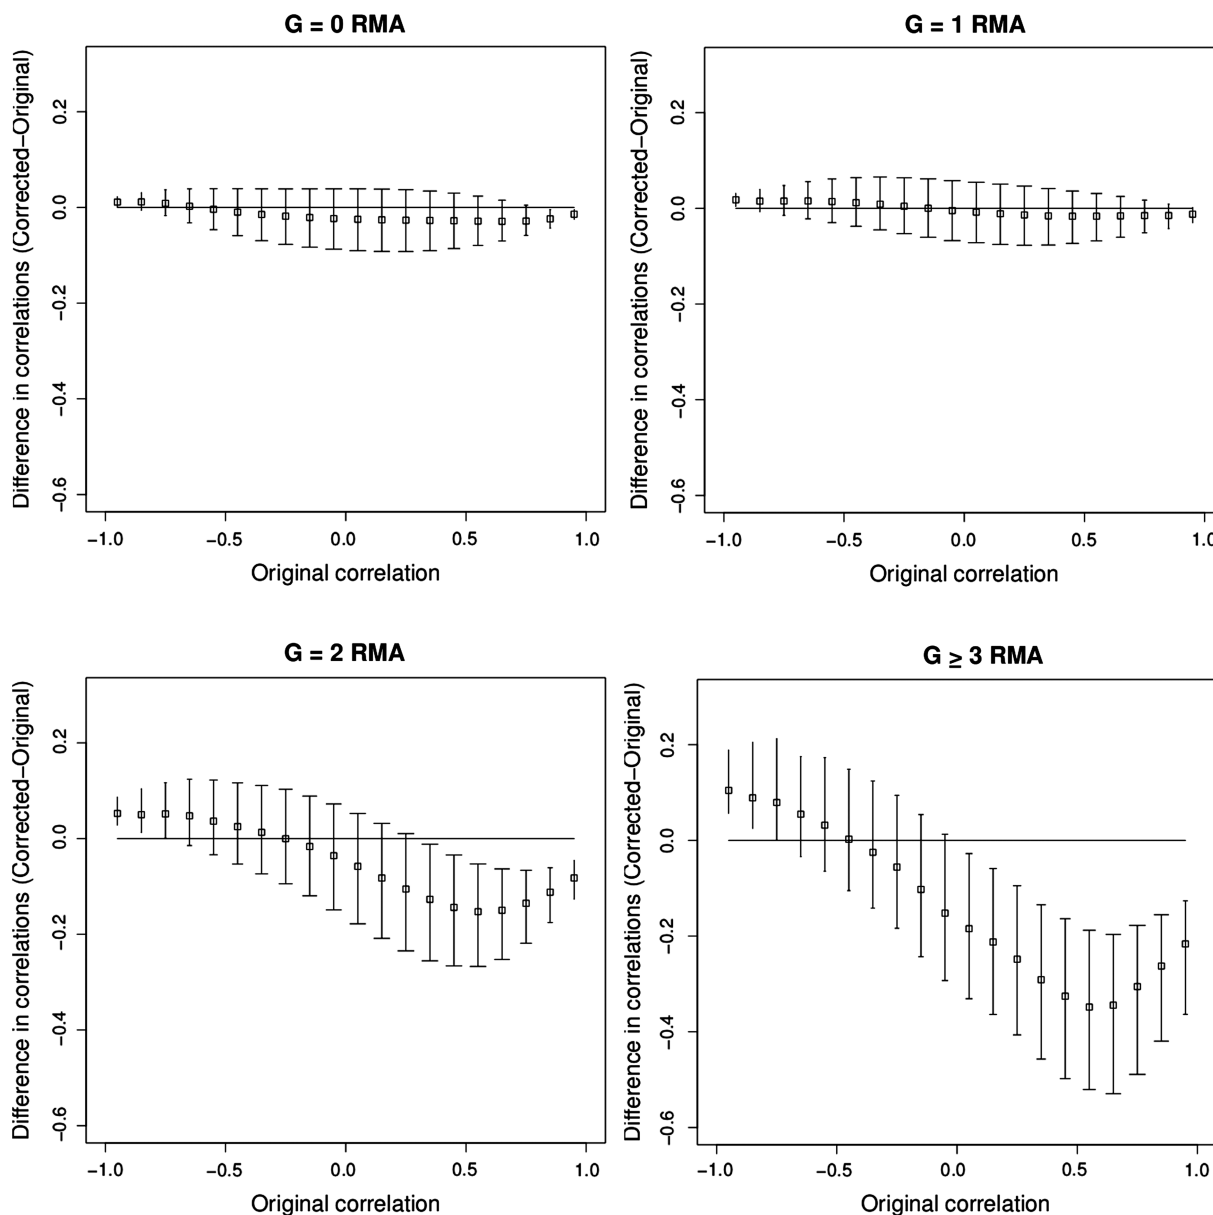 G = 0 RMA
Difference in correlations (Corrected−Original)
0.2
0.0
−0.2
−0.4
−0.6
−1.0 −0.5 0.0 0.5 1.0
Original correlation
G = 1 RMA
Difference in correlations (Corrected−Original)
0.2
0.0
−0.2
−0.4
−0.6
−1.0 −0.5 0.0 0.5 1.0
Original correlation
G = 2 RMA
Difference in correlations (Corrected−Original)
0.2
0.0
−0.2
−0.4
−0.6
−1.0 −0.5 0.0 0.5 1.0
Original correlation
G ≥ 3 RMA
Difference in correlations (Corrected−Original)
0.2
0.0
−0.2
−0.4
−0.6
−1.0 −0.5 0.0 0.5 1.0
Original correlation